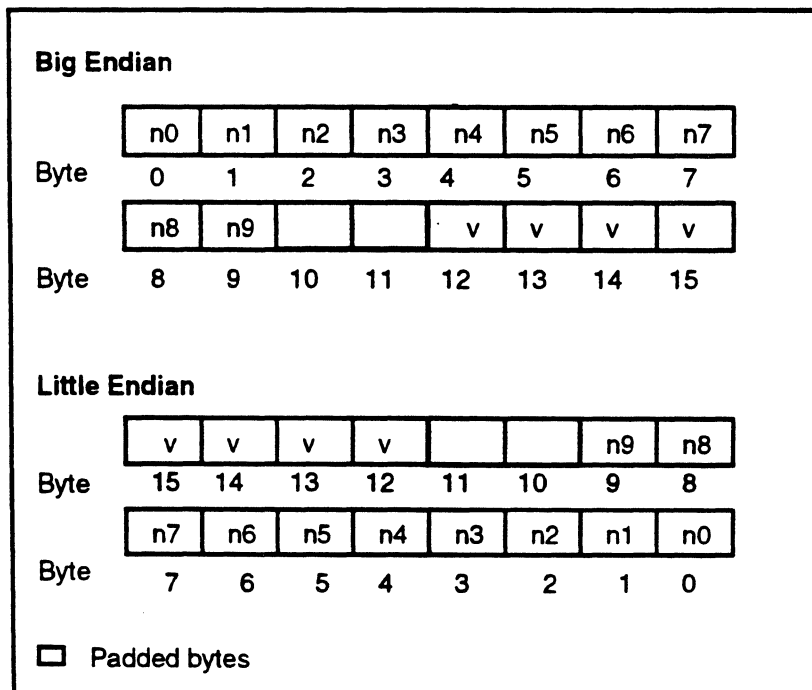 Big Endian
n0 n1 n2 n3 n4 n5 n6 n7
Byte 0 1 2 3 4 5 6 7
n8 n9 v v v v
Byte 8 9 10 11 12 13 14 15
Little Endian
v v v v n9 n8
Byte 15 14 13 12 11 10 9 8
n7 n6 n5 n4 n3 n2 n1 n0
Byte 7 6 5 4 3 2 1 0
Padded bytes